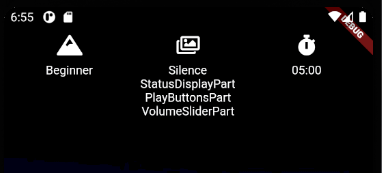 6:55
DEBUG
Beginner
Silence
05:00
StatusDisplayPart
PlayButtonsPart
VolumeSliderPart